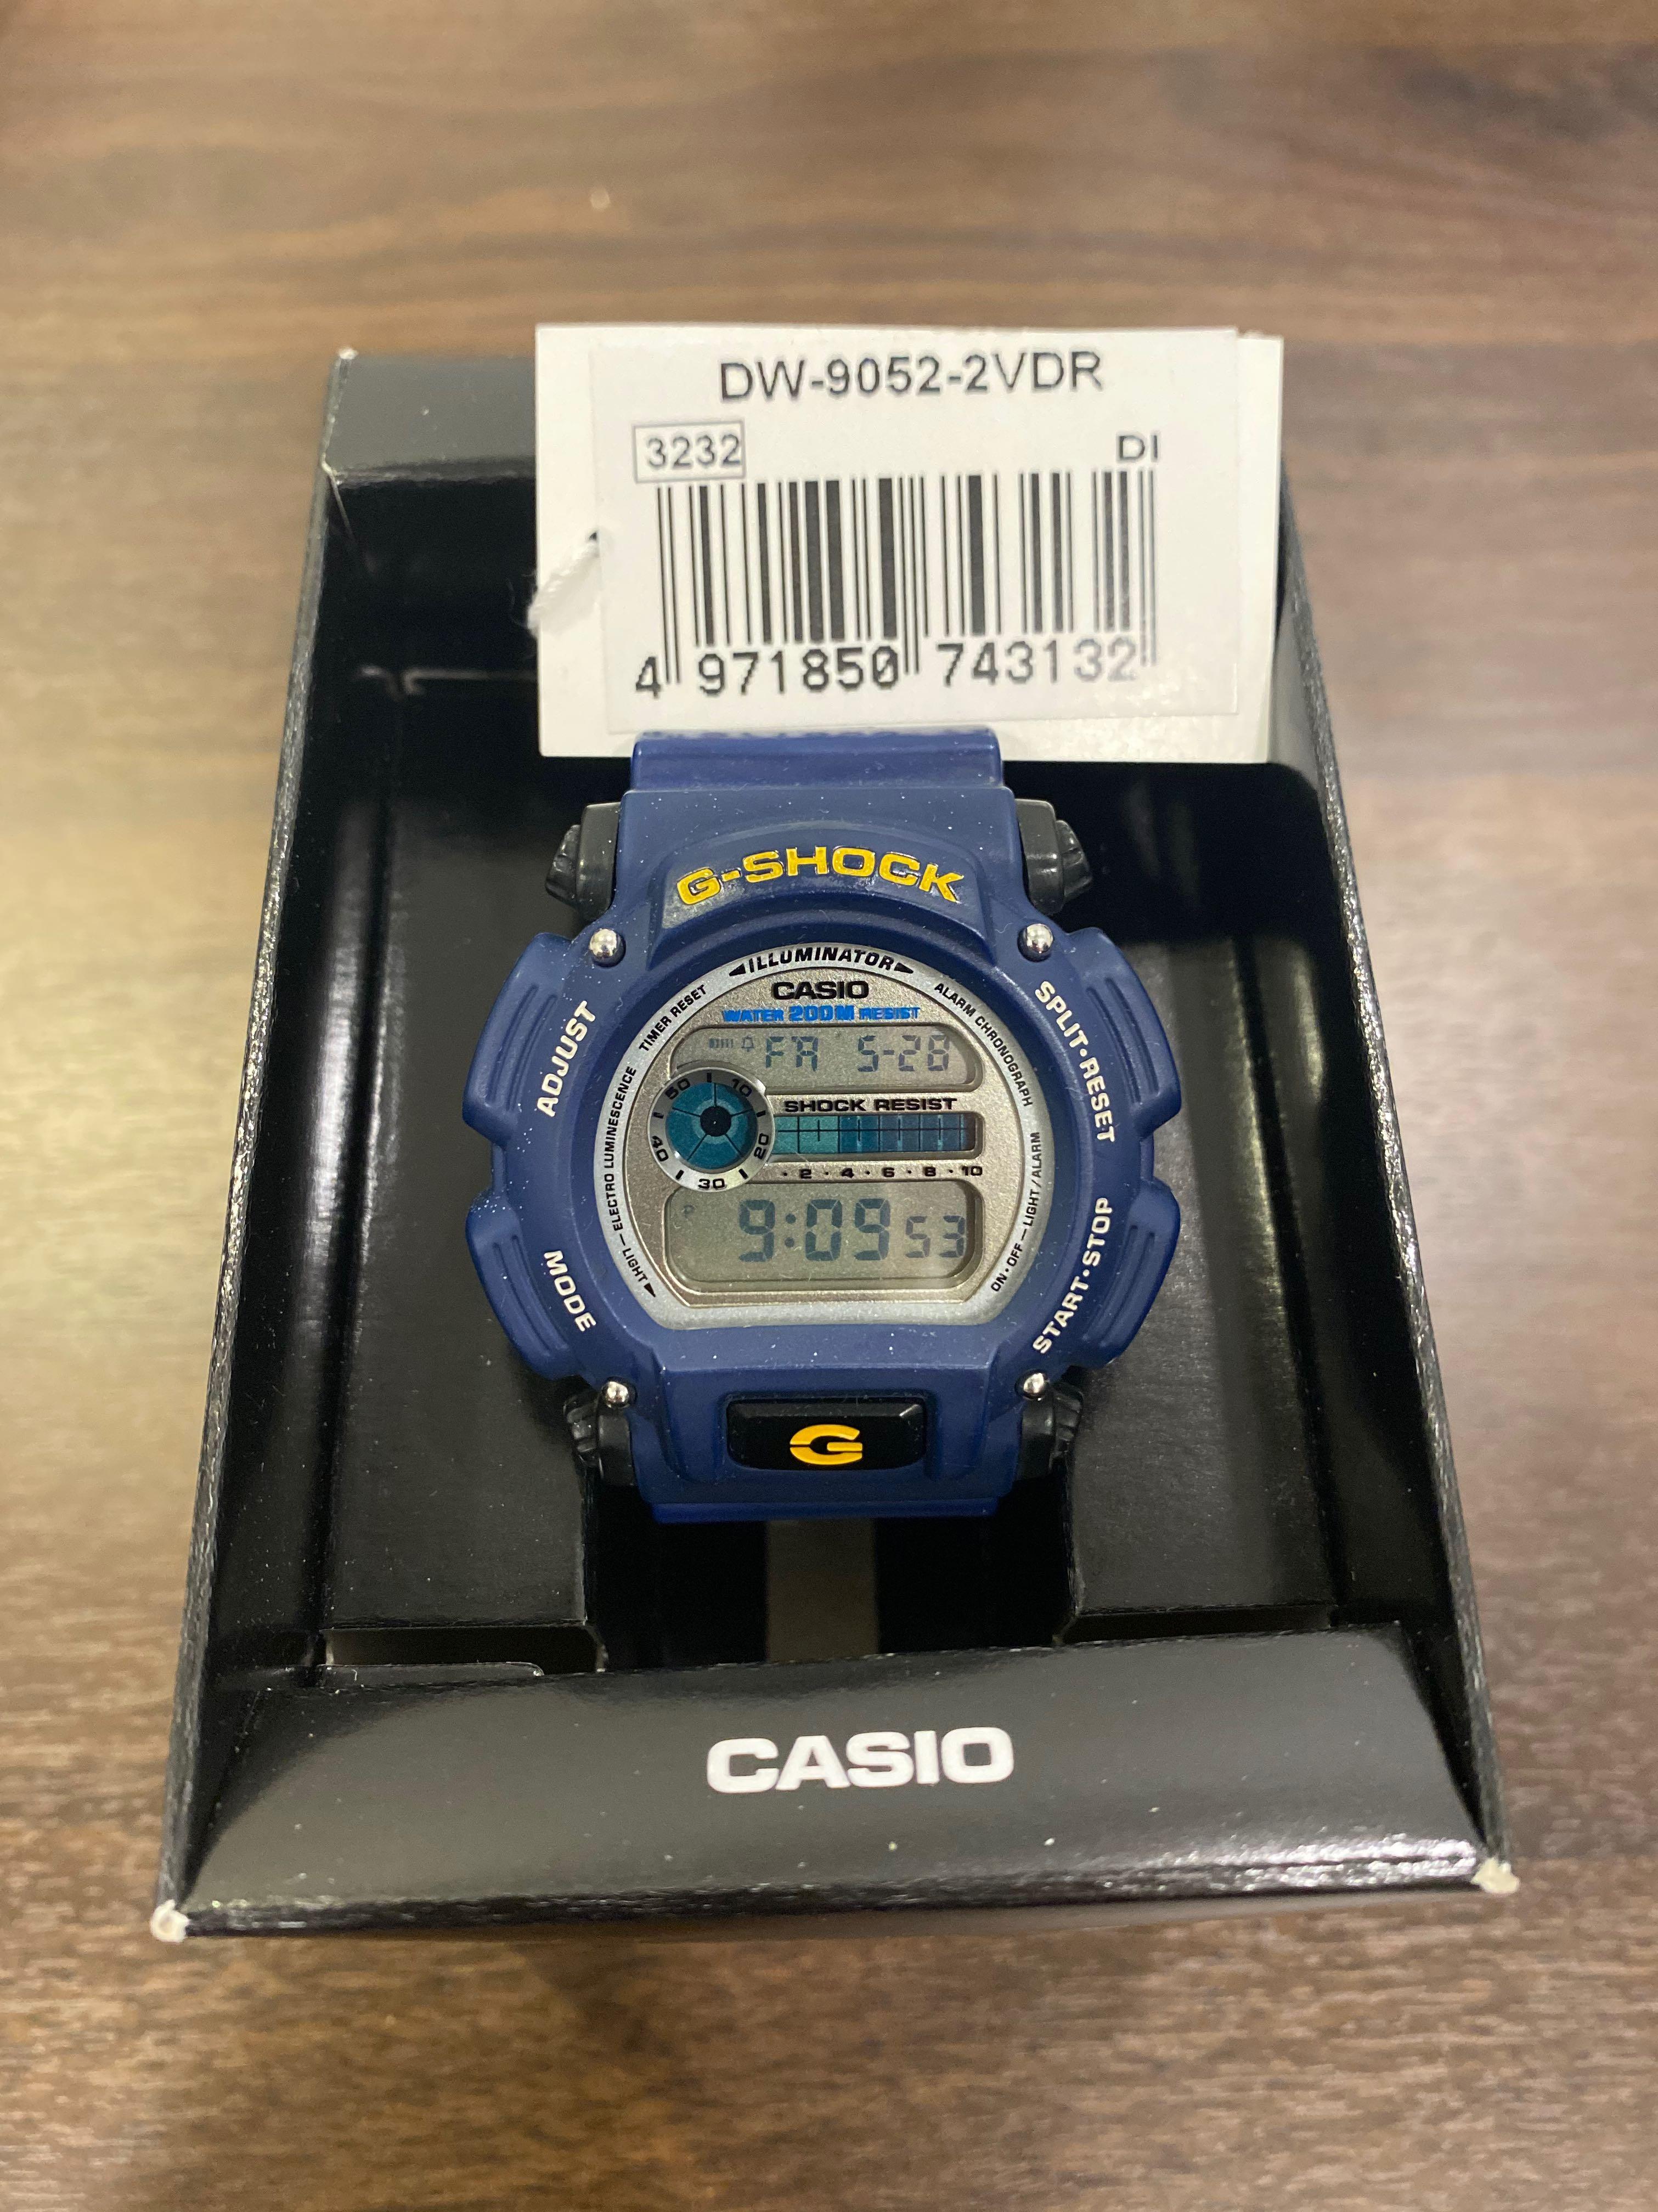 DW-9052-2VDR
3232 DI
4 971850 743132
G-SHOCK
ILLUMINATOR
CASIO
WATER 200M RESIST
TIMER RESET
ALARM CHRONOGRAPH
ADJUST
SPLIT·RESET
FR 5-28
50 10
SHOCK RESIST
40 20
30
· 2 · 4 · 6 · 8 · 10
P
9:09 53
LIGHT — ELECTRO LUMINESCENCE
ON·OFF — LIGHT / ALARM
MODE
START·STOP
G
CASIO